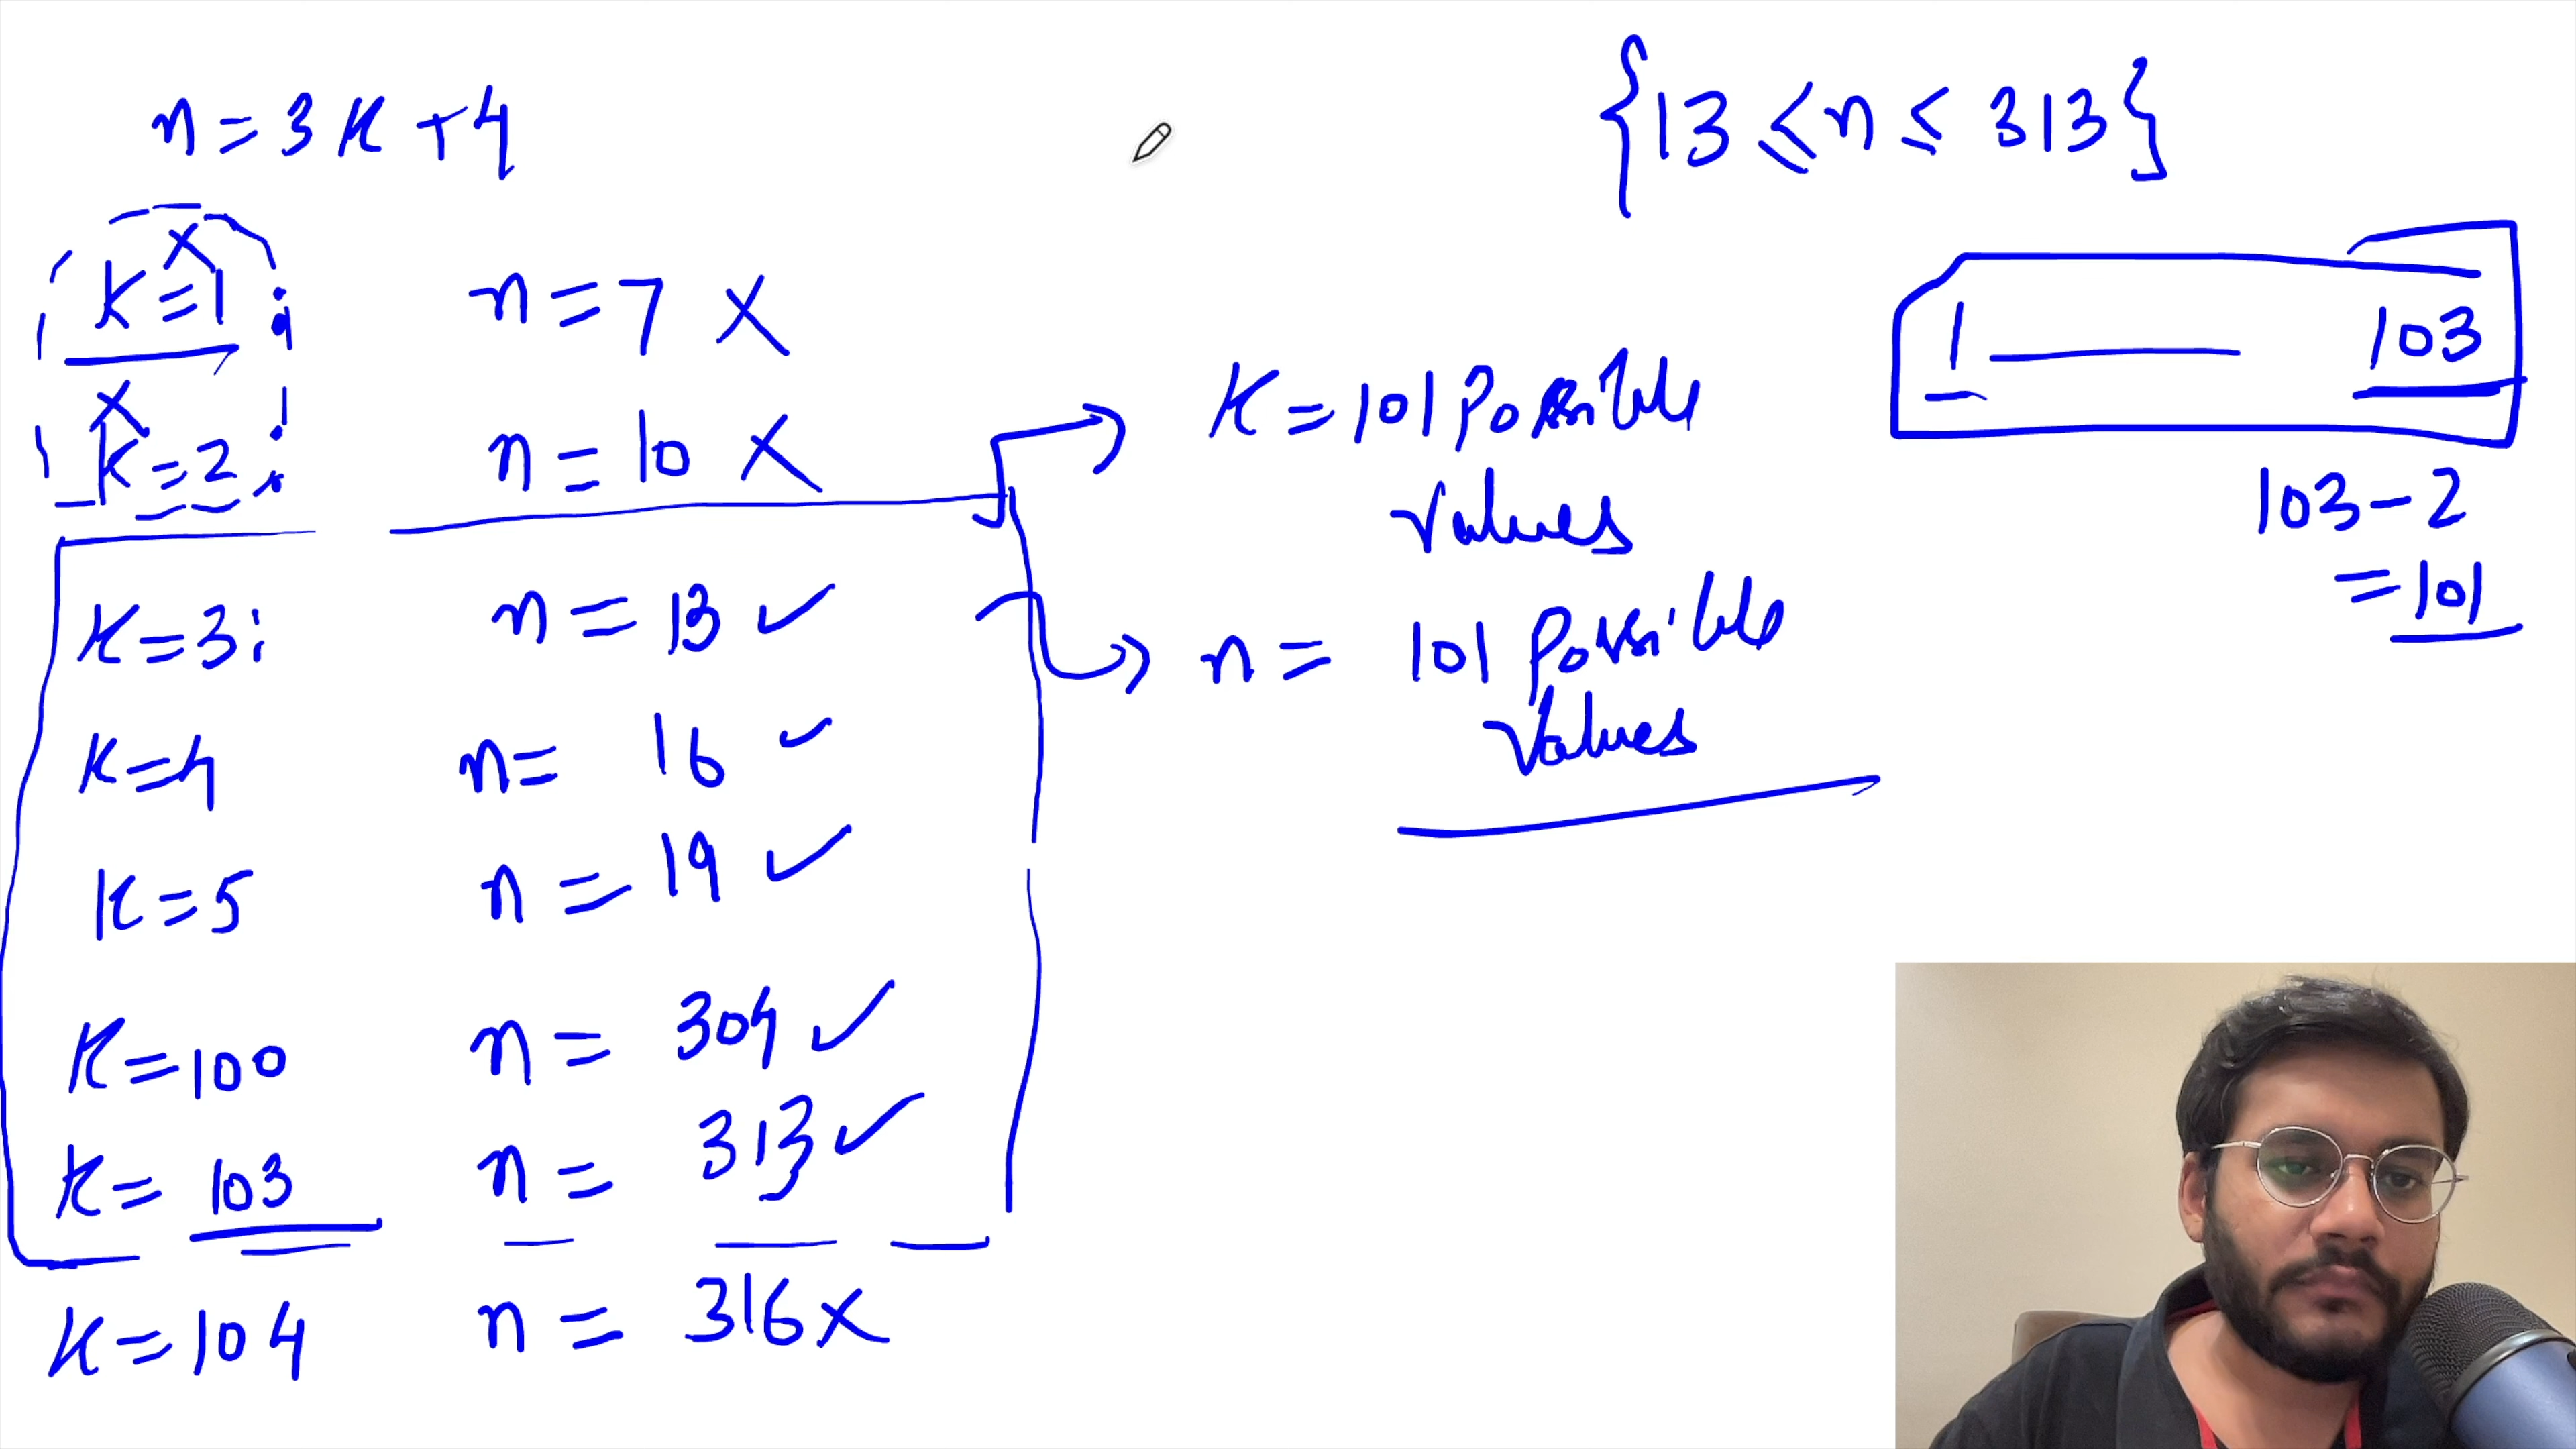 n = 3k + 4
{13 ≤ n ≤ 313}
x
k = 1
n = 7 x
x
k = 2
n = 10 x
k = 3;
n = 13 ✓
k = 4
n = 16 ✓
k = 5
n = 19 ✓
k = 100
n = 304 ✓
k = 103
n = 313 ✓
k = 104
n = 316 x
k = 101 Possible
values
n = 101 Possible
Values
1 —— 103
103 - 2
= 101